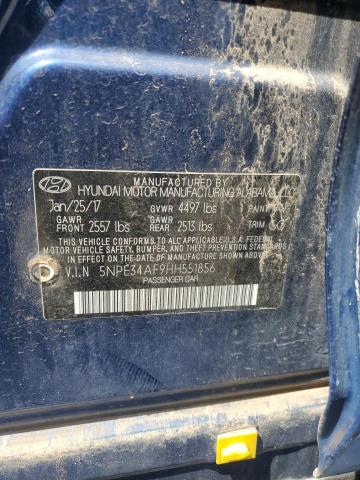 MANUFACTURED BY
HYUNDAI MOTOR MANUFACTURING ALABAMA, LLC
Jan/25/17 GVWR 4497 lbs PAINT
GAWR FRONT 2557 lbs GAWR REAR 2513 lbs TRIM
THIS VEHICLE CONFORMS TO ALL APPLICABLE U.S. FEDERAL
MOTOR VEHICLE SAFETY, BUMPER, AND THEFT PREVENTION STANDARDS
IN EFFECT ON THE DATE OF MANUFACTURE SHOWN ABOVE.
V.I.N 5NPE34AF9HH551856
PASSENGER CAR